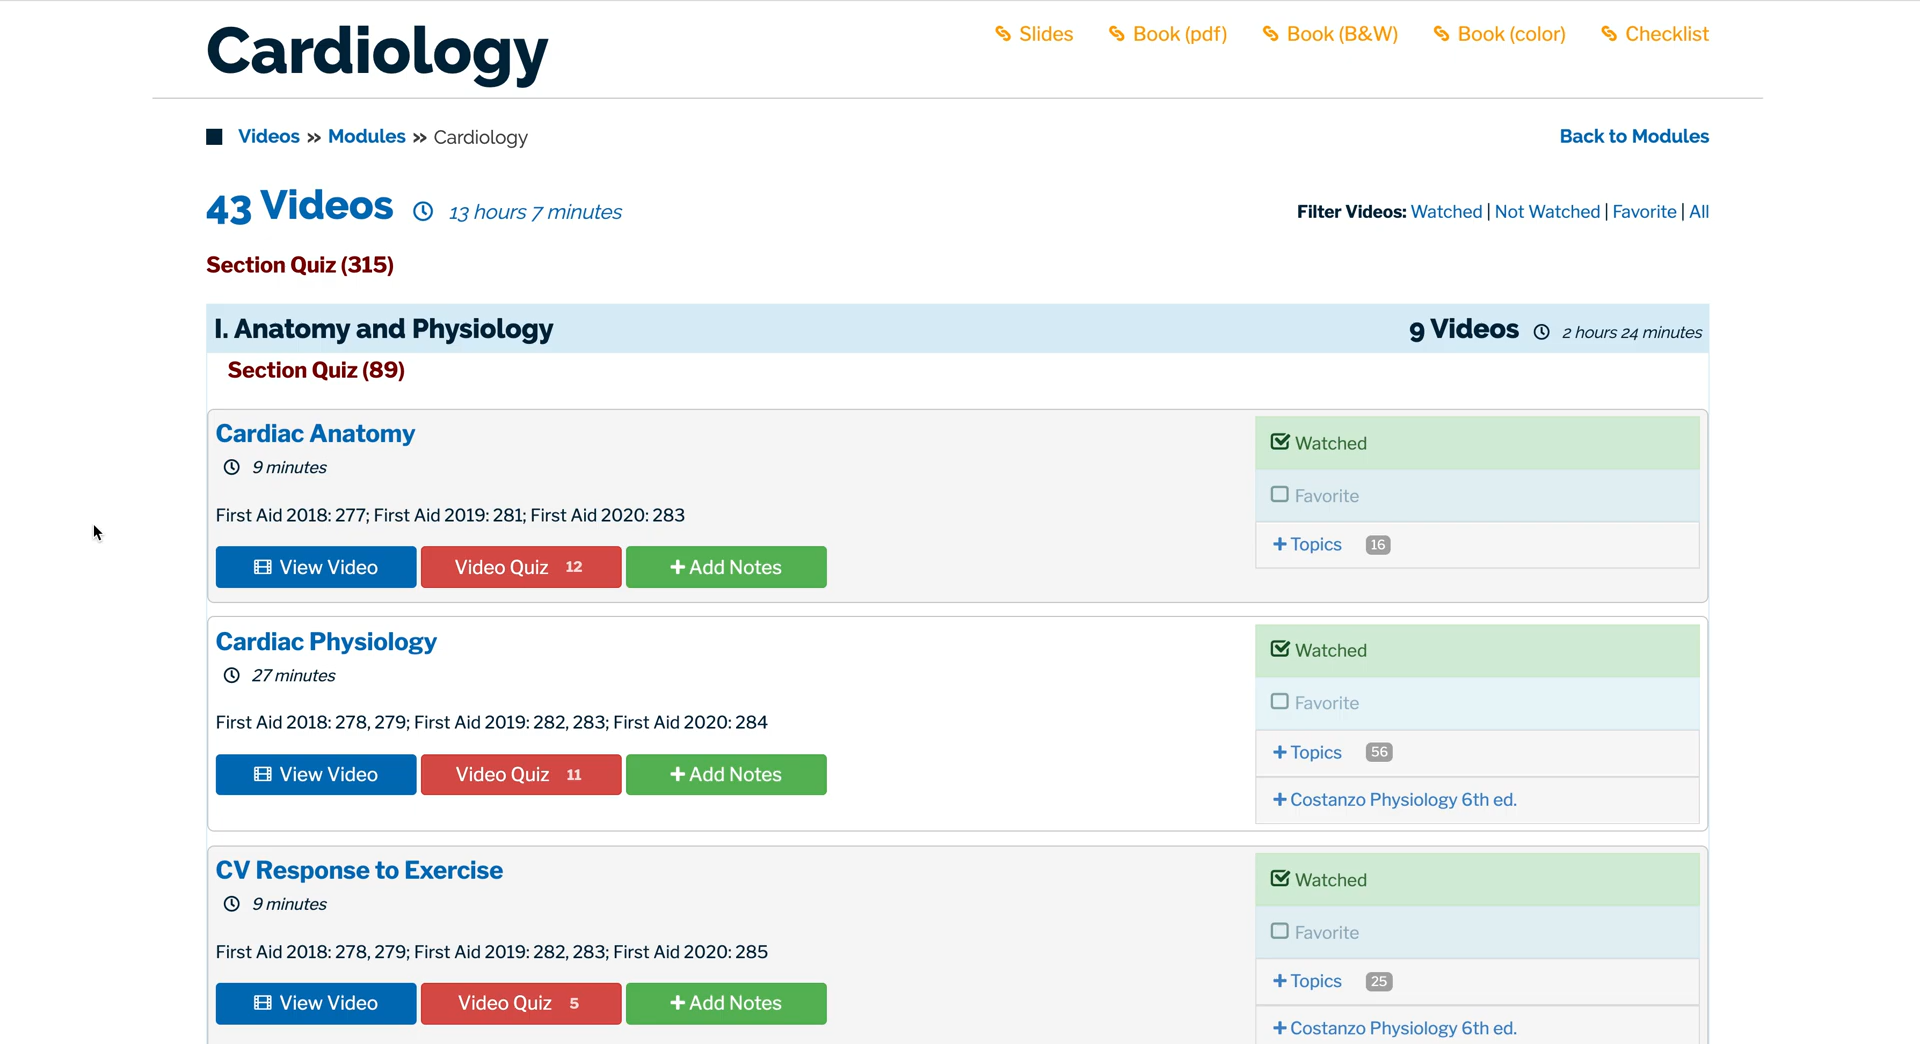 Cardiology
Slides Book (pdf) Book (B&W) Book (color) Checklist
Videos » Modules » Cardiology
Back to Modules
43 Videos 13 hours 7 minutes
Filter Videos: Watched | Not Watched | Favorite | All
Section Quiz (315)
I. Anatomy and Physiology
9 Videos 2 hours 24 minutes
Section Quiz (89)
Cardiac Anatomy
9 minutes
First Aid 2018: 277; First Aid 2019: 281; First Aid 2020: 283
View Video Video Quiz 12 +Add Notes
Watched
Favorite
+Topics 16
Cardiac Physiology
27 minutes
First Aid 2018: 278, 279; First Aid 2019: 282, 283; First Aid 2020: 284
View Video Video Quiz 11 +Add Notes
Watched
Favorite
+Topics 56
+Costanzo Physiology 6th ed.
CV Response to Exercise
9 minutes
First Aid 2018: 278, 279; First Aid 2019: 282, 283; First Aid 2020: 285
View Video Video Quiz 5 +Add Notes
Watched
Favorite
+Topics 25
+Costanzo Physiology 6th ed.